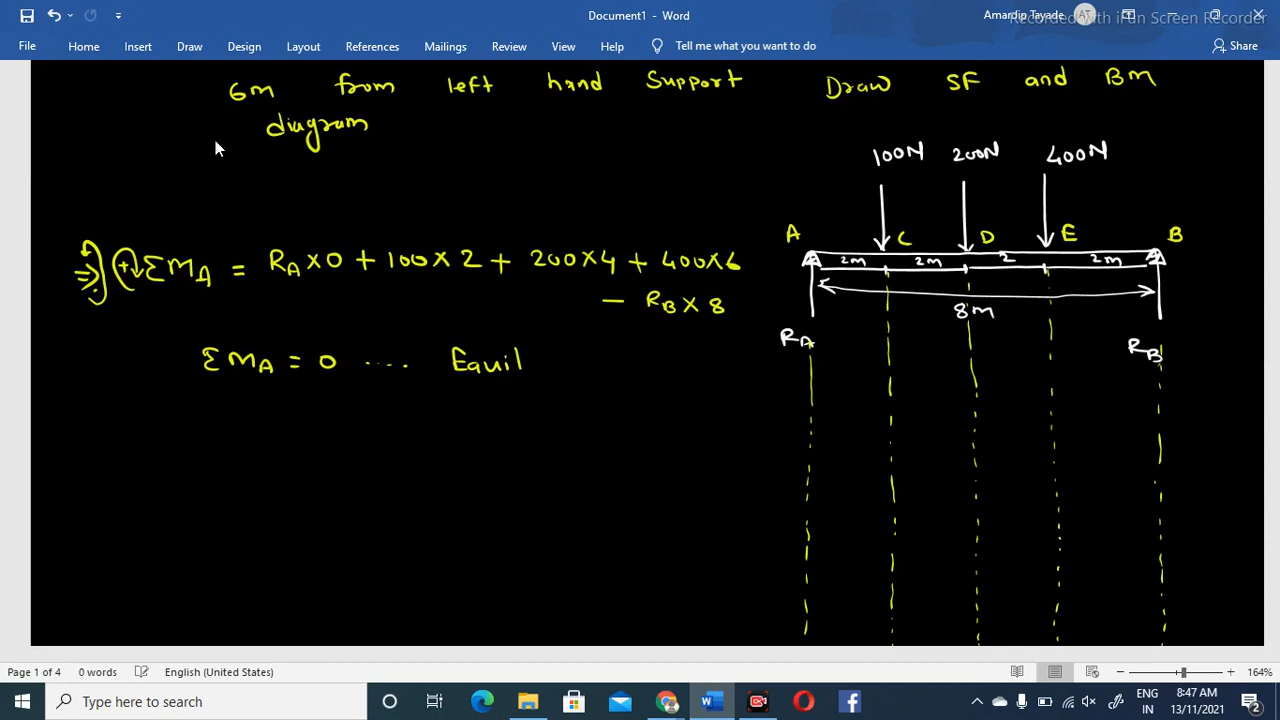 Document1 - Word
Amardip Tayade
AT
Recorded with iFun Screen Recorder
File Home Insert Draw Design Layout References Mailings Review View Help Tell me what you want to do Share
6m from left hand Support Draw SF and BM
diagram
100N 200N 400N
A C D E B
2m 2m 2 2m
8m
RA RB
+ ΣMA = RA×0 + 100×2 + 200×4 + 400×6
- RB × 8
ΣMA = 0 .... Equil
Page 1 of 4 0 words English (United States) 164%
Type here to search
ENG
IN
8:47 AM
13/11/2021
2